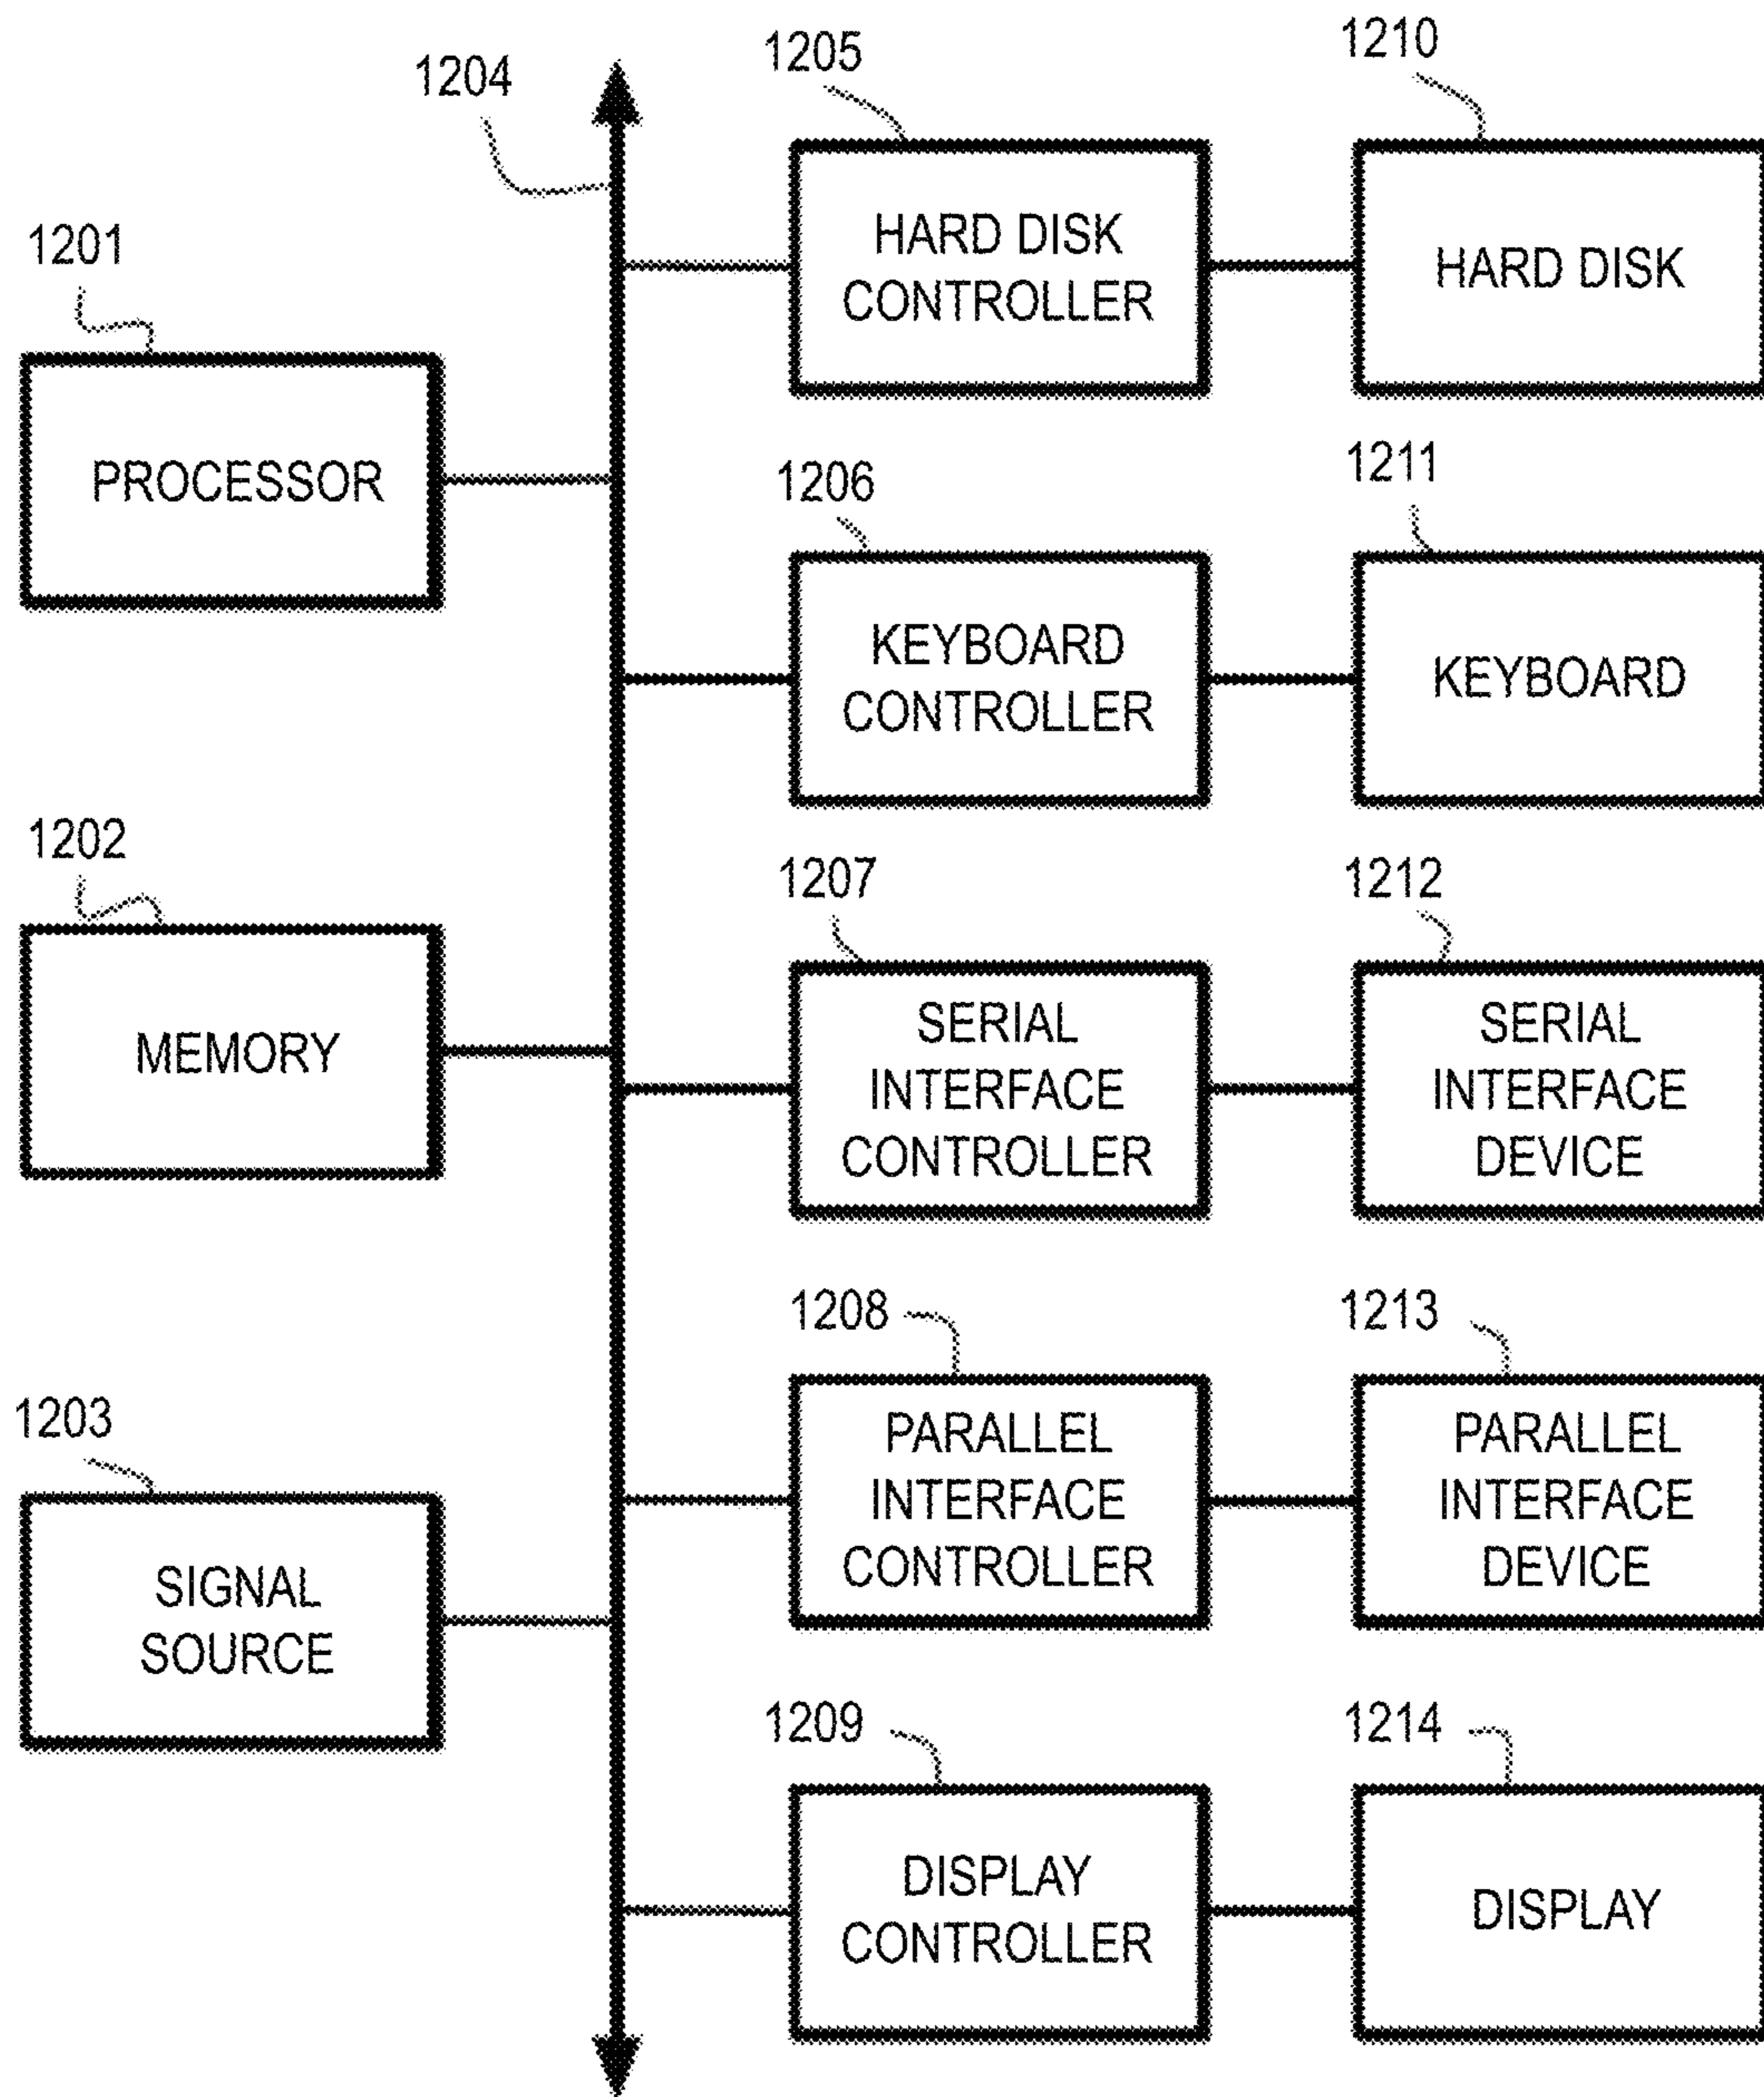 1204
1205
1210
HARD DISK
CONTROLLER
HARD DISK
1201
PROCESSOR
1206
1211
KEYBOARD
CONTROLLER
KEYBOARD
1202
MEMORY
1207
1212
SERIAL
INTERFACE
CONTROLLER
SERIAL
INTERFACE
DEVICE
1203
SIGNAL
SOURCE
1208
1213
PARALLEL
INTERFACE
CONTROLLER
PARALLEL
INTERFACE
DEVICE
1209
1214
DISPLAY
CONTROLLER
DISPLAY